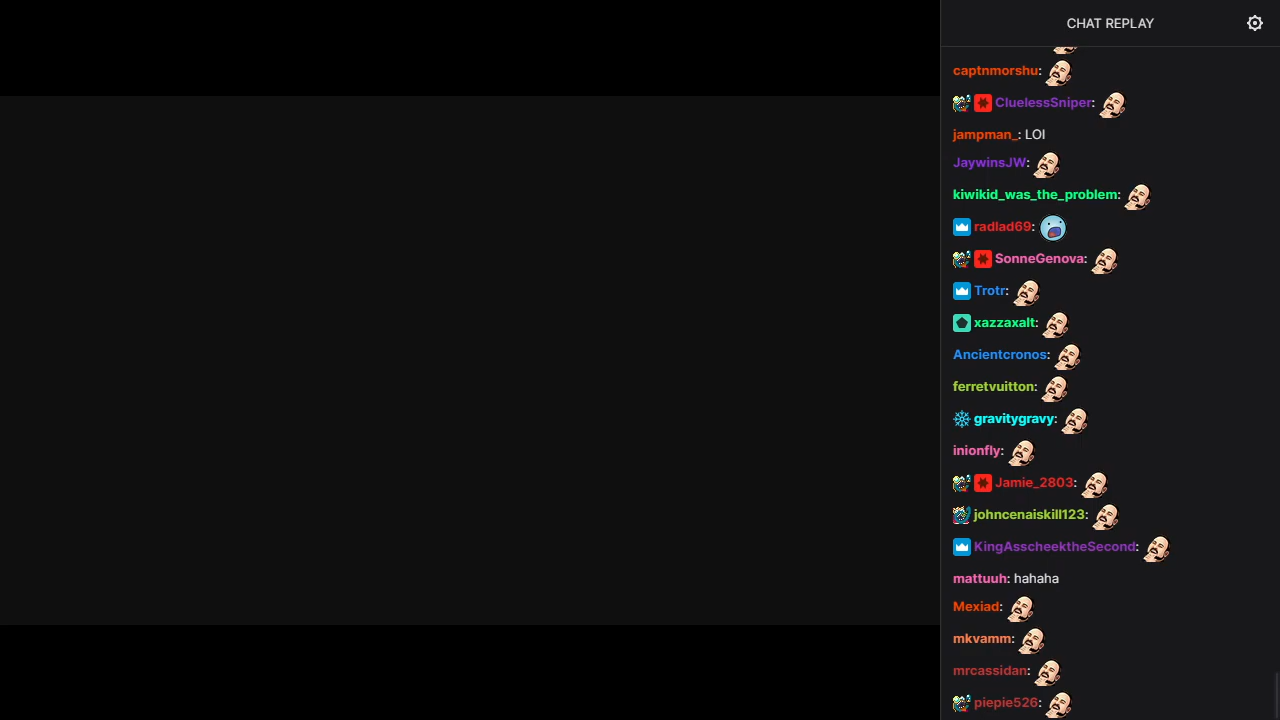 CHAT REPLAY
captnmorshu:
CluelessSniper:
jampman_: LOI
JaywinsJW:
kiwikid_was_the_problem:
radlad69:
SonneGenova:
Trotr:
xazzaxalt:
Ancientcronos:
ferretvuitton:
gravitygravy:
inionfly:
Jamie_2803:
johncenaiskill123:
KingAsscheektheSecond:
mattuuh: hahaha
Mexiad:
mkvamm:
mrcassidan:
piepie526: